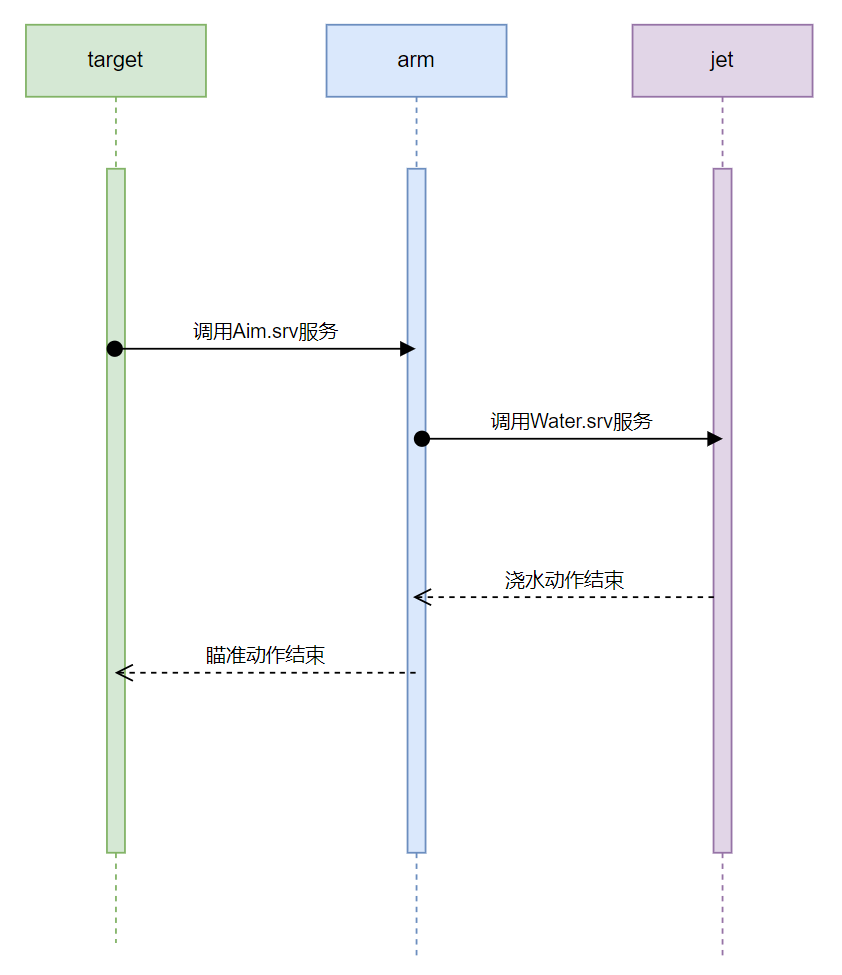 target
arm
jet
调用Aim.srv服务
调用Water.srv服务
浇水动作结束
瞄准动作结束